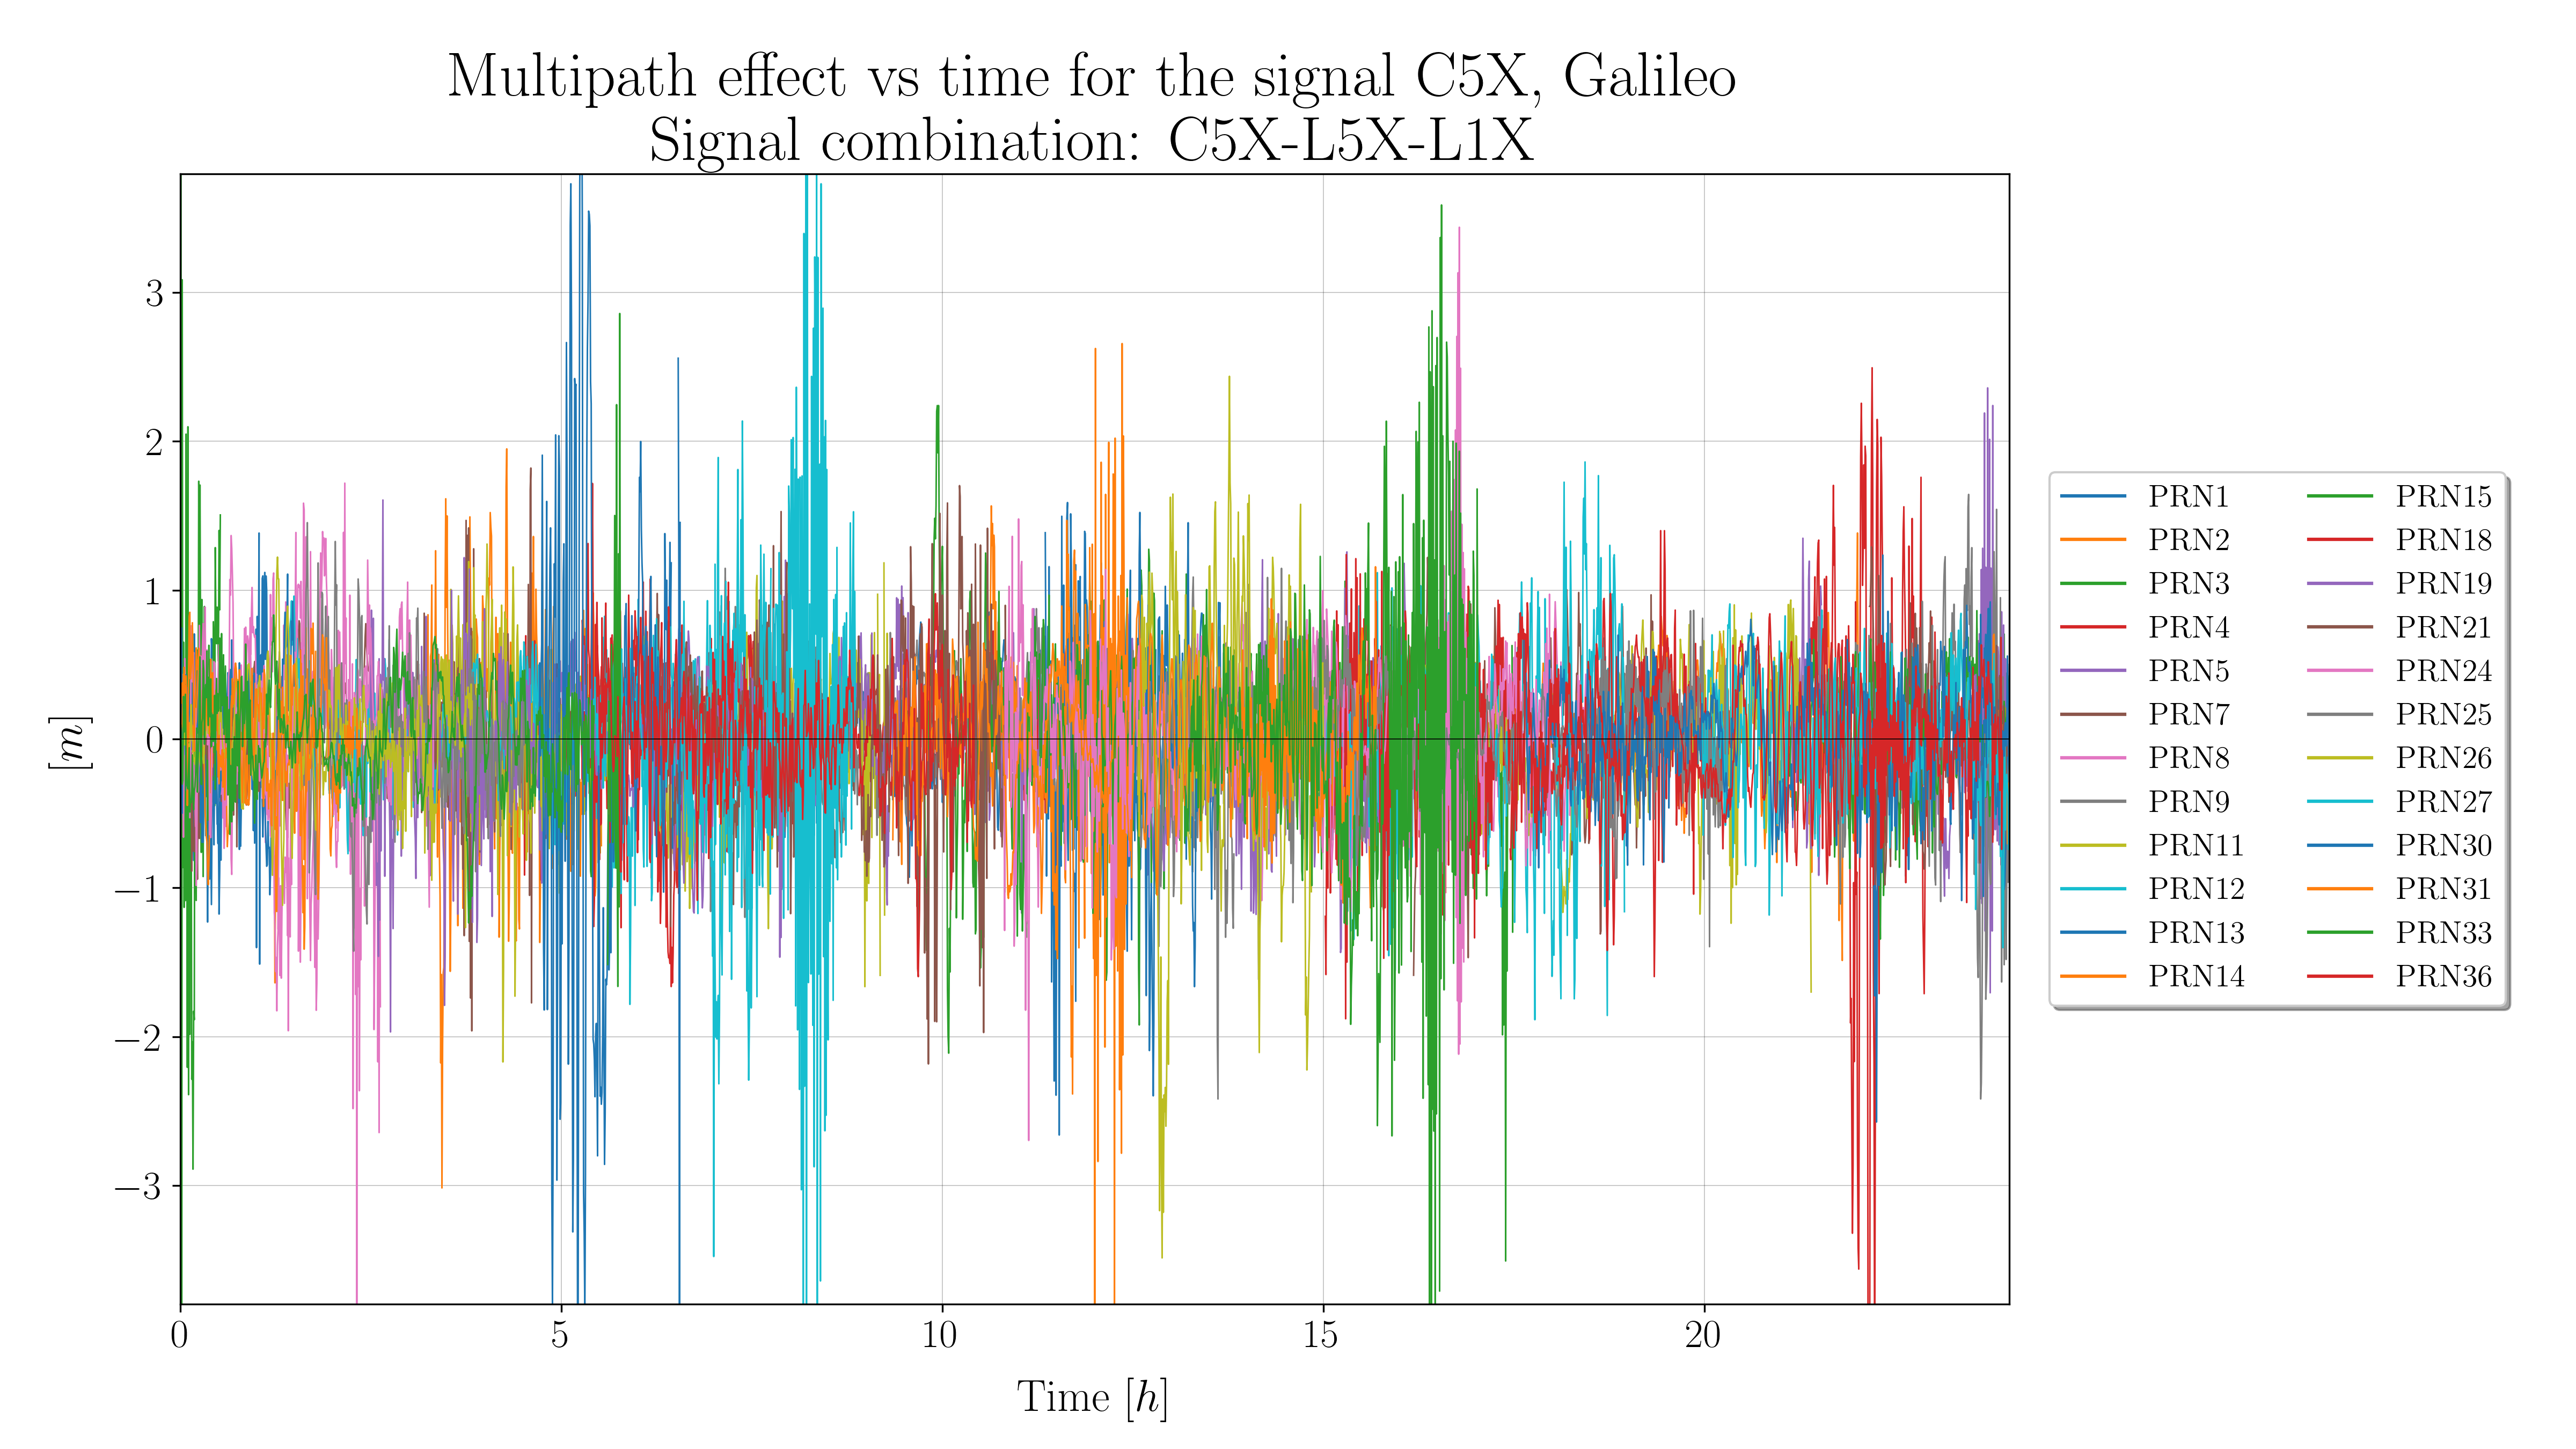 Multipath effect vs time for the signal C5X, Galileo
Signal combination: C5X-L5X-L1X
[m]
3
2
1
0
−1
−2
−3
0 5 10 15 20
Time [h]
PRN1 PRN15
PRN2 PRN18
PRN3 PRN19
PRN4 PRN21
PRN5 PRN24
PRN7 PRN25
PRN8 PRN26
PRN9 PRN27
PRN11 PRN30
PRN12 PRN31
PRN13 PRN33
PRN14 PRN36